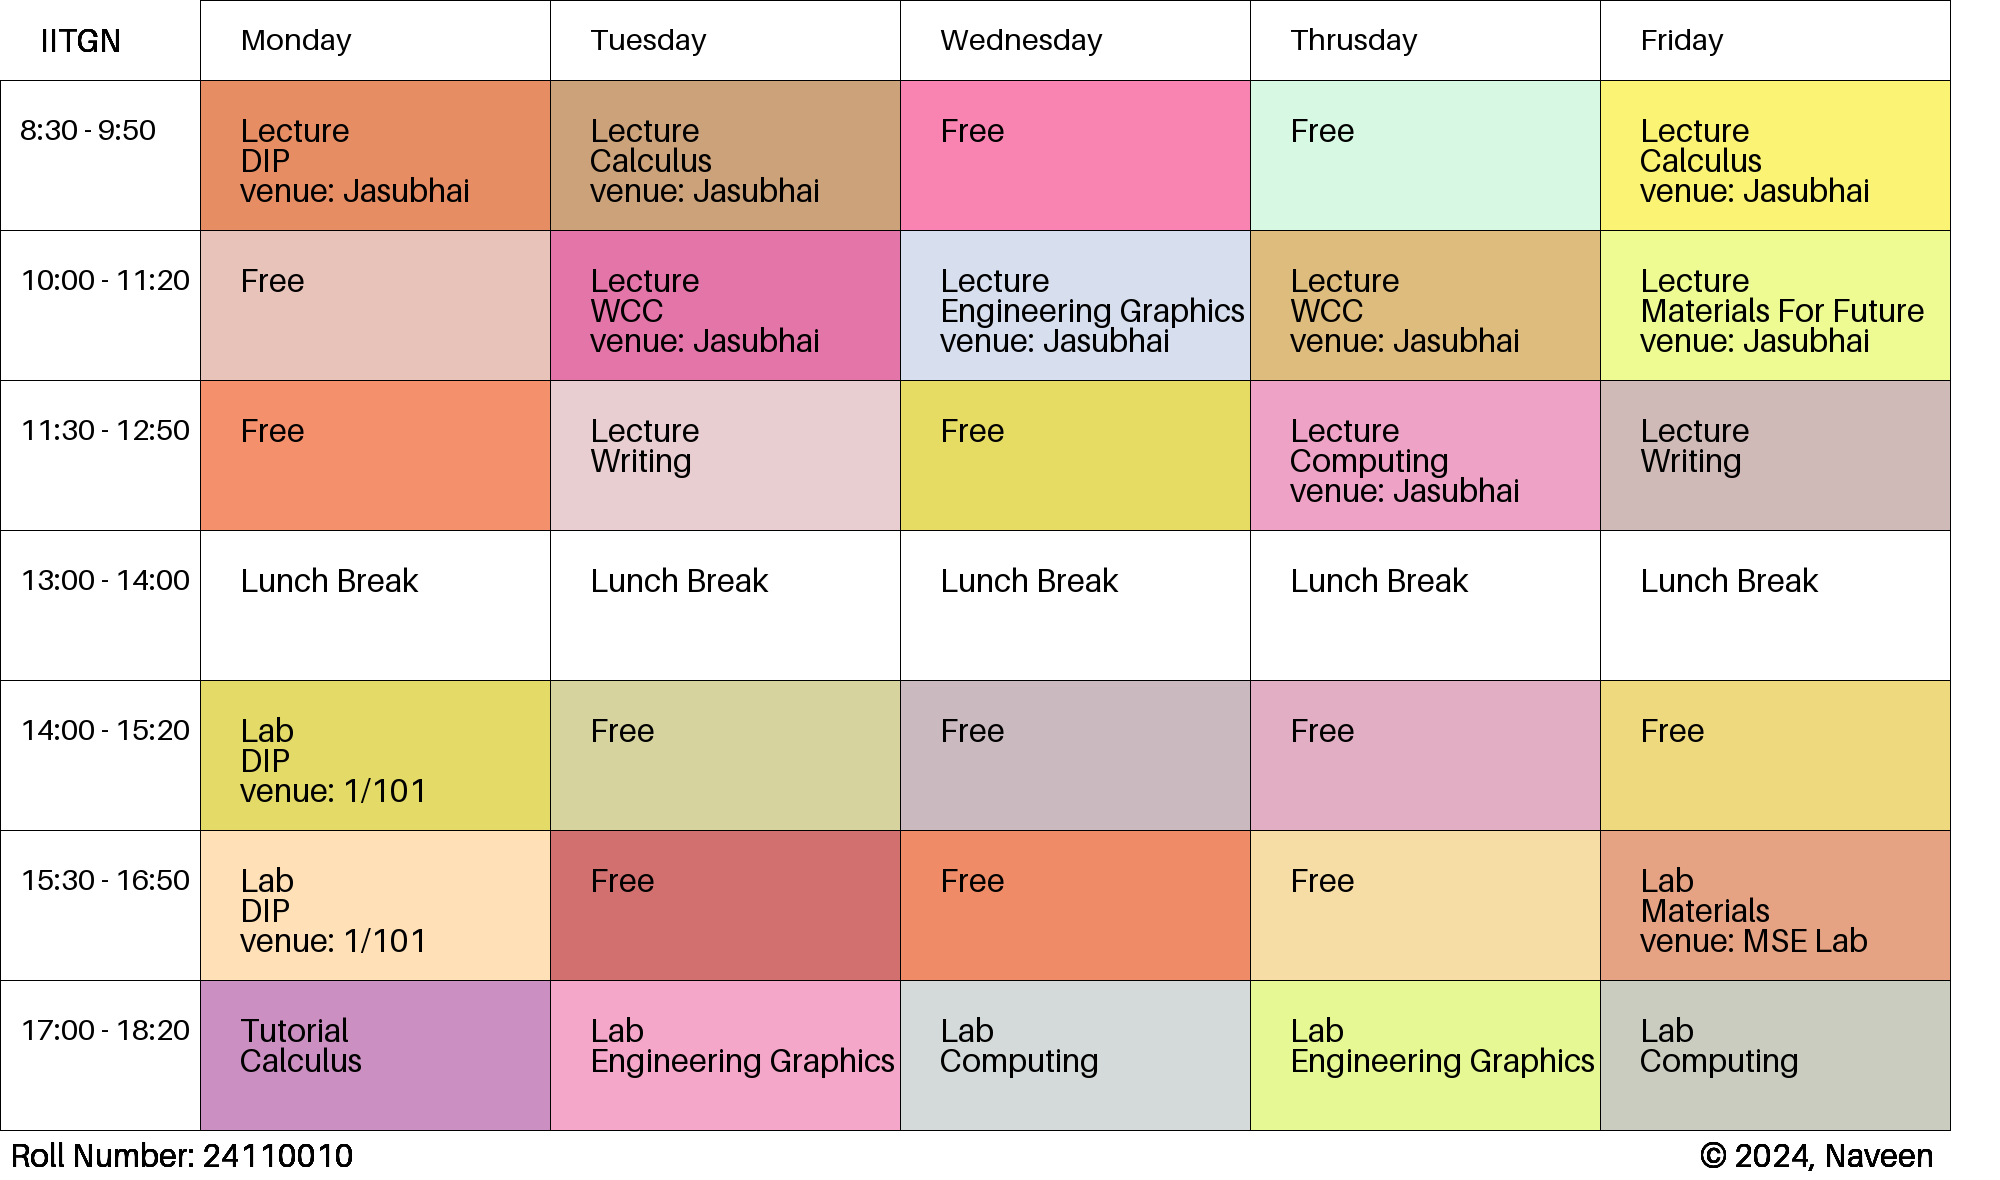 IITGN
Monday
Tuesday
Wednesday
Thrusday
Friday
8:30 - 9:50
Lecture
DIP
venue: Jasubhai
Lecture
Calculus
venue: Jasubhai
Free
Free
Lecture
Calculus
venue: Jasubhai
10:00 - 11:20
Free
Lecture
WCC
venue: Jasubhai
Lecture
Engineering Graphics
venue: Jasubhai
Lecture
WCC
venue: Jasubhai
Lecture
Materials For Future
venue: Jasubhai
11:30 - 12:50
Free
Lecture
Writing
Free
Lecture
Computing
venue: Jasubhai
Lecture
Writing
13:00 - 14:00
Lunch Break
Lunch Break
Lunch Break
Lunch Break
Lunch Break
14:00 - 15:20
Lab
DIP
venue: 1/101
Free
Free
Free
Free
15:30 - 16:50
Lab
DIP
venue: 1/101
Free
Free
Free
Lab
Materials
venue: MSE Lab
17:00 - 18:20
Tutorial
Calculus
Lab
Engineering Graphics
Lab
Computing
Lab
Engineering Graphics
Lab
Computing
Roll Number: 24110010
© 2024, Naveen